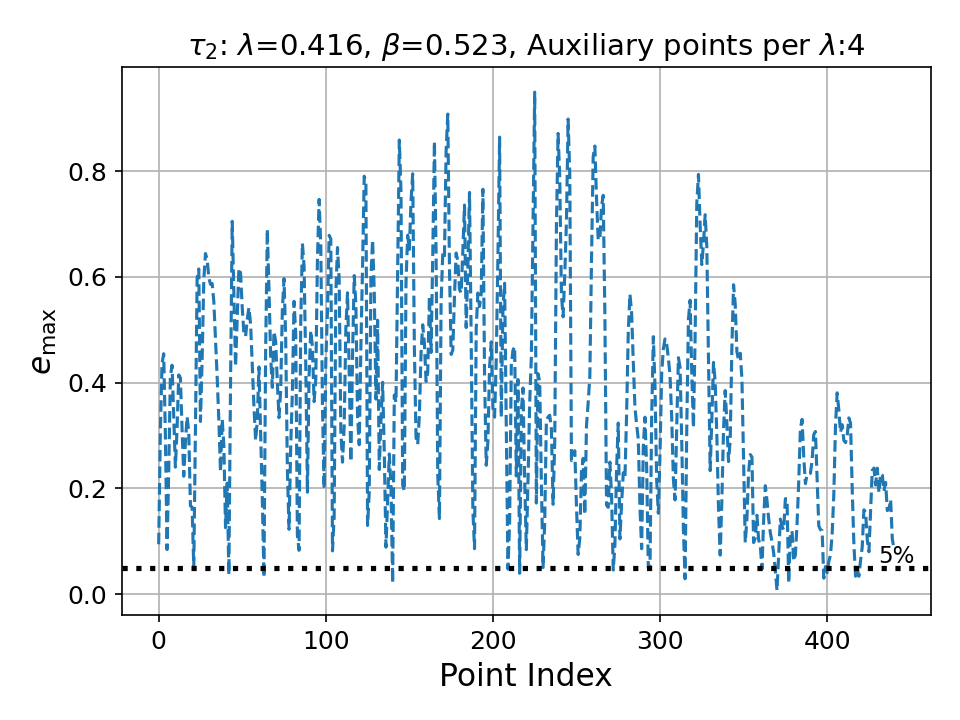 τ₂: λ=0.416, β=0.523, Auxiliary points per λ:4
e_max
0.8
0.6
0.4
0.2
0.0
5%
0 100 200 300 400
Point Index